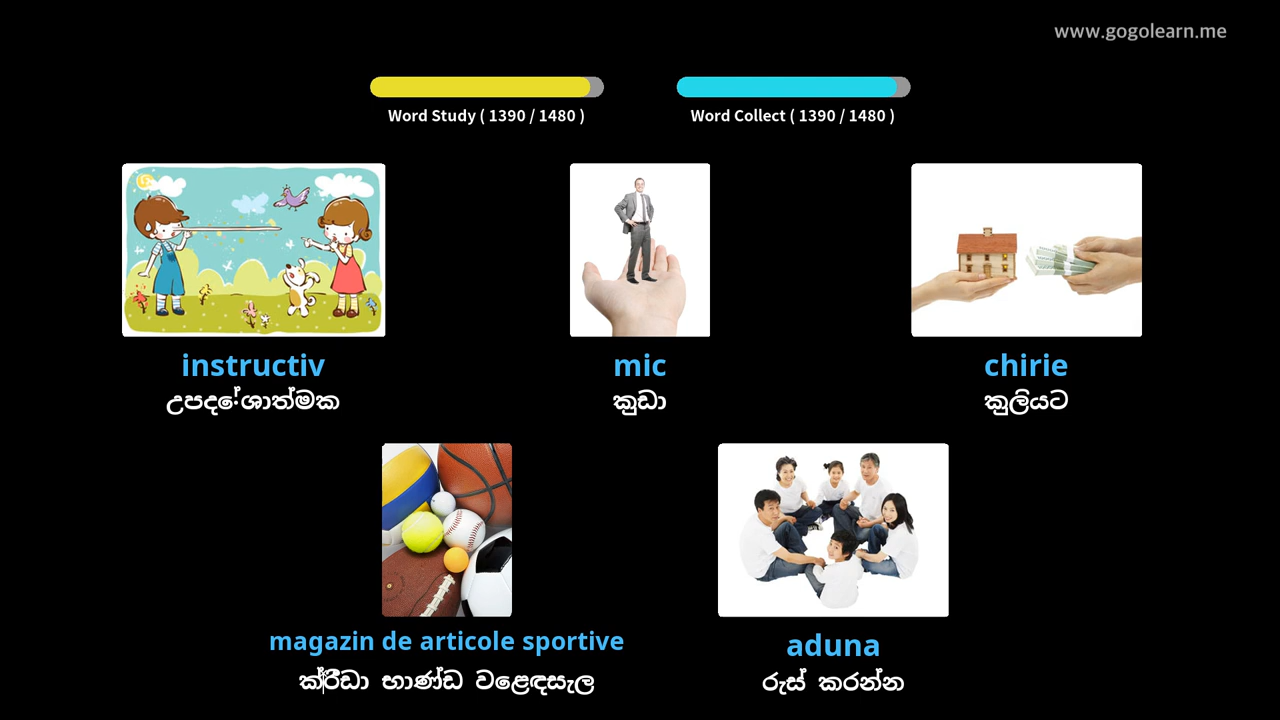 www.gogolearn.me
Word Study ( 1390 / 1480 )
Word Collect ( 1390 / 1480 )
instructiv
උපදේශාත්මක
mic
කුඩා
chirie
කුලියට
magazin de articole sportive
ක්රීඩා භාණ්ඩ වෙළඳසැල
aduna
රුස් කරන්න